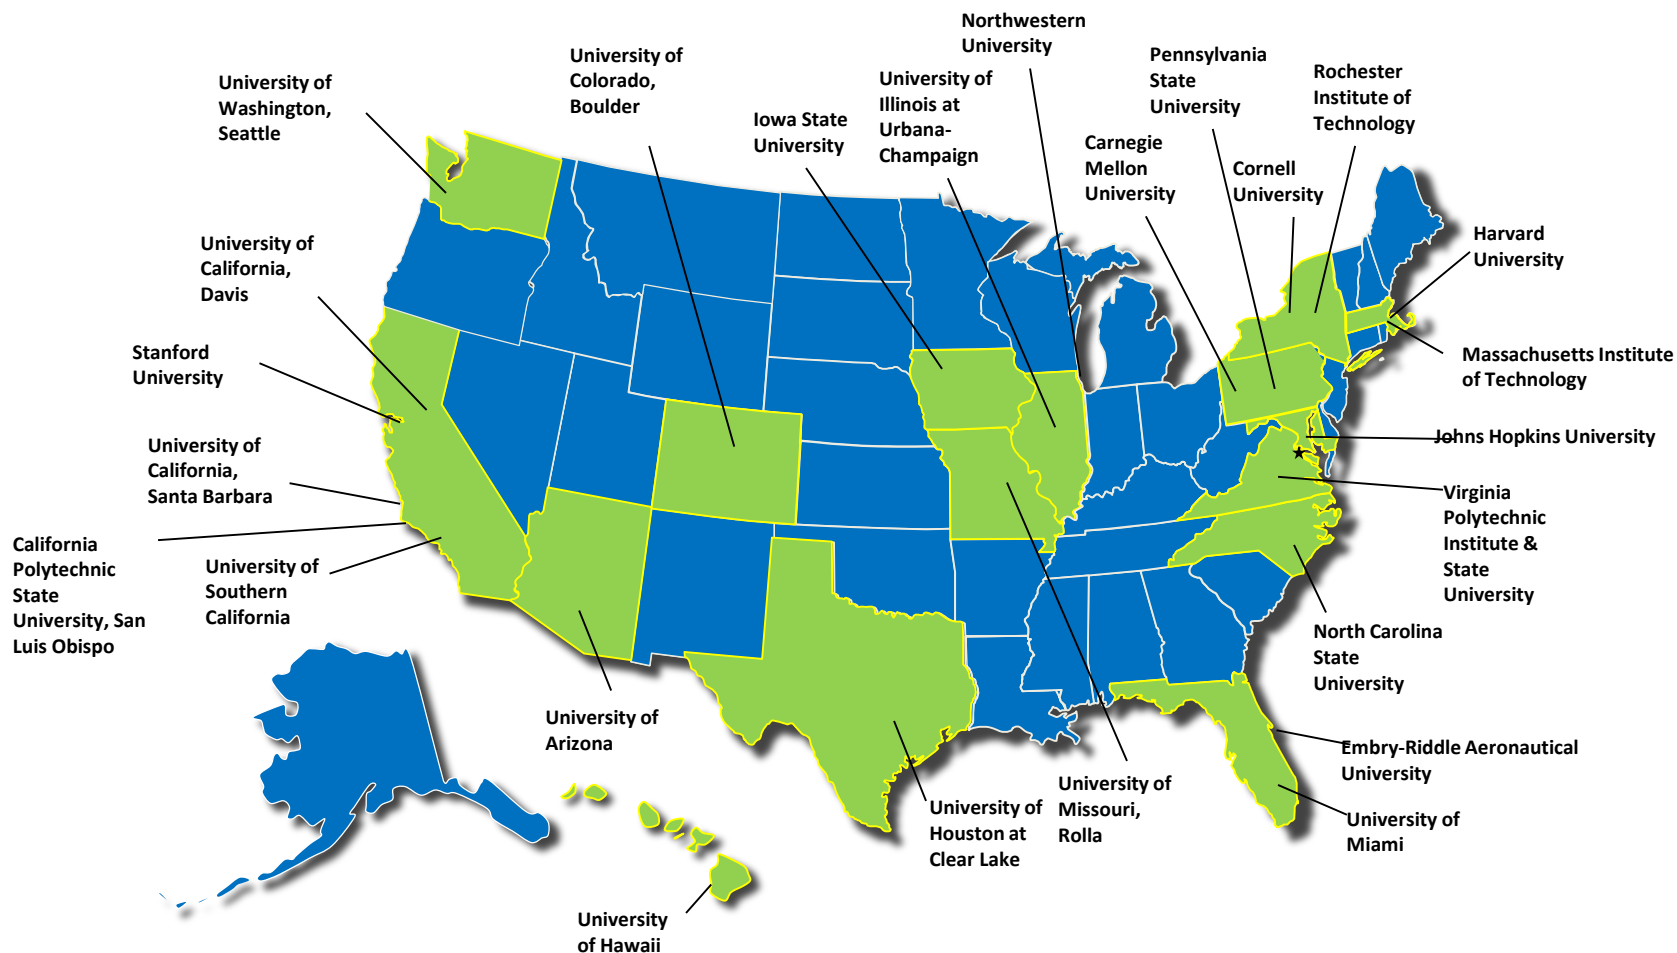 Northwestern
University
University of
Colorado,
Boulder
Pennsylvania
State
University
Rochester
Institute of
Technology
University of
Washington,
Seattle
University of
Illinois at
Urbana-
Champaign
Iowa State
University
Carnegie
Mellon
University
Cornell
University
Harvard
University
University of
California,
Davis
Stanford
University
Massachusetts Institute
of Technology
University of
California,
Santa Barbara
Johns Hopkins University
Virginia
Polytechnic
Institute &
State
University
California
Polytechnic
State
University, San
Luis Obispo
University of
Southern
California
North Carolina
State
University
University of
Arizona
Embry-Riddle Aeronautical
University
University of
Missouri,
Rolla
University of
Houston at
Clear Lake
University of
Miami
University
of Hawaii